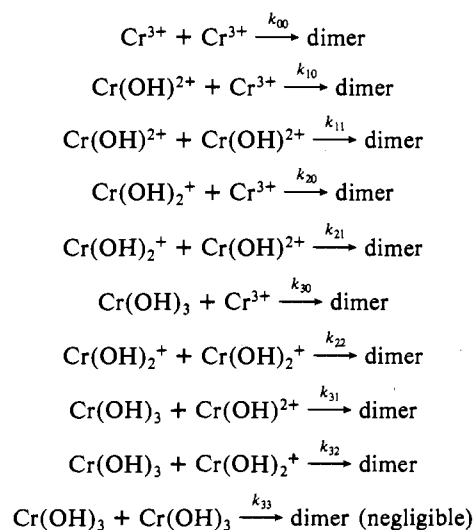 Cr³⁺ + Cr³⁺ —k₀₀→ dimer
Cr(OH)²⁺ + Cr³⁺ —k₁₀→ dimer
Cr(OH)²⁺ + Cr(OH)²⁺ —k₁₁→ dimer
Cr(OH)₂⁺ + Cr³⁺ —k₂₀→ dimer
Cr(OH)₂⁺ + Cr(OH)²⁺ —k₂₁→ dimer
Cr(OH)₃ + Cr³⁺ —k₃₀→ dimer
Cr(OH)₂⁺ + Cr(OH)₂⁺ —k₂₂→ dimer
Cr(OH)₃ + Cr(OH)²⁺ —k₃₁→ dimer
Cr(OH)₃ + Cr(OH)₂⁺ —k₃₂→ dimer
Cr(OH)₃ + Cr(OH)₃ —k₃₃→ dimer (negligible)